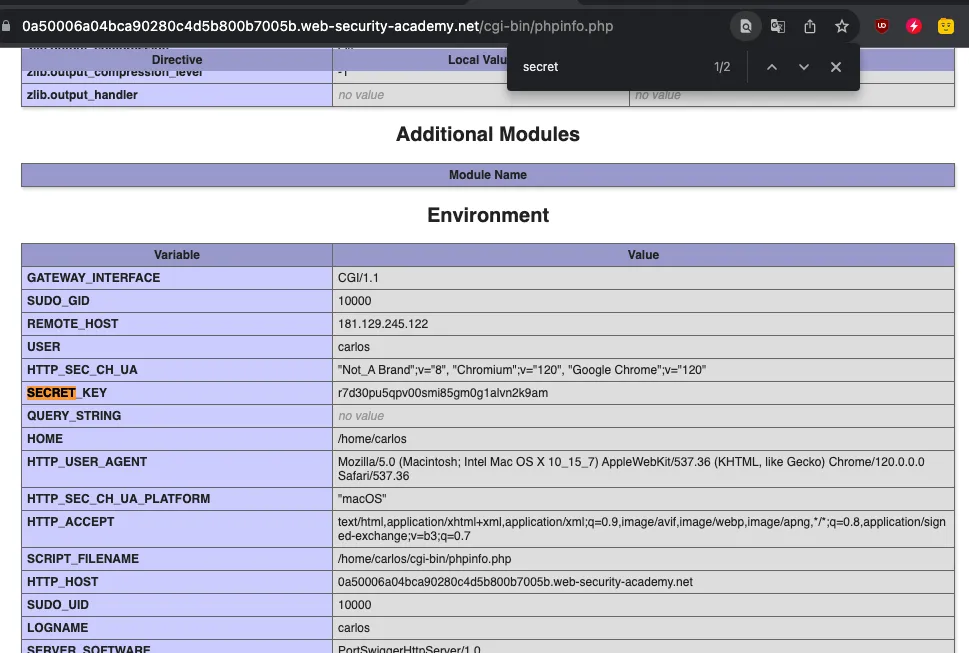 0a50006a04bca90280c4d5b800b7005b.web-security-academy.net/cgi-bin/phpinfo.php
secret 1/2
Directive Local Valu
zlib.output_compression_level -1
zlib.output_handler no value no value
Additional Modules
Module Name
Environment
Variable Value
GATEWAY_INTERFACE CGI/1.1
SUDO_GID 10000
REMOTE_HOST 181.129.245.122
USER carlos
HTTP_SEC_CH_UA "Not_A Brand";v="8", "Chromium";v="120", "Google Chrome";v="120"
SECRET_KEY r7d30pu5qpv00smi85gm0g1alvn2k9am
QUERY_STRING no value
HOME /home/carlos
HTTP_USER_AGENT Mozilla/5.0 (Macintosh; Intel Mac OS X 10_15_7) AppleWebKit/537.36 (KHTML, like Gecko) Chrome/120.0.0.0
Safari/537.36
HTTP_SEC_CH_UA_PLATFORM "macOS"
HTTP_ACCEPT text/html,application/xhtml+xml,application/xml;q=0.9,image/avif,image/webp,image/apng,*/*;q=0.8,application/sign
ed-exchange;v=b3;q=0.7
SCRIPT_FILENAME /home/carlos/cgi-bin/phpinfo.php
HTTP_HOST 0a50006a04bca90280c4d5b800b7005b.web-security-academy.net
SUDO_UID 10000
LOGNAME carlos
SERVER_SOFTWARE PortSwiggerHttpServer/1.0